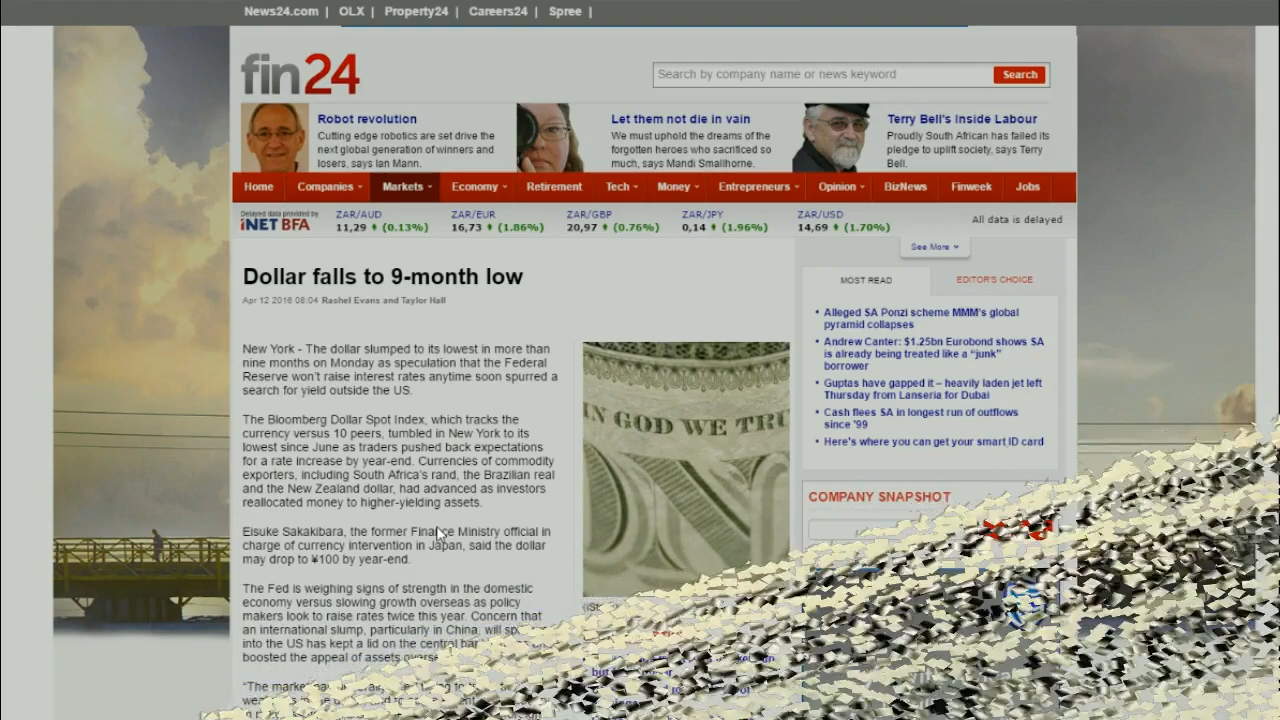 News24.com | OLX | Property24 | Careers24 | Spree |
fin24
Search by company name or news keyword
Search
Robot revolution
Cutting edge robotics are set drive the
next global generation of winners and
losers, says Ian Mann.
Let them not die in vain
We must uphold the dreams of the
forgotten heroes who sacrificed so
much, says Mandi Smallhorne.
Terry Bell's Inside Labour
Proudly South African has failed its
pledge to uplift society, says Terry
Bell.
Home Companies Markets Economy Retirement Tech Money Entrepreneurs Opinion BizNews Finweek Jobs
Delayed data provided by
iNET BFA
ZAR/AUD
11,29 (0.13%)
ZAR/EUR
16,73 (1.86%)
ZAR/GBP
20,97 (0.76%)
ZAR/JPY
0,14 (1.96%)
ZAR/USD
14,69 (1.70%)
All data is delayed
See More
Dollar falls to 9-month low
Apr 12 2016 08:04 Rachel Evans and Taylor Hall
New York - The dollar slumped to its lowest in more than
nine months on Monday as speculation that the Federal
Reserve won't raise interest rates anytime soon spurred a
search for yield outside the US.
The Bloomberg Dollar Spot Index, which tracks the
currency versus 10 peers, tumbled in New York to its
lowest since June as traders pushed back expectations
for a rate increase by year-end. Currencies of commodity
exporters, including South Africa's rand, the Brazilian real
and the New Zealand dollar, had advanced as investors
reallocated money to higher-yielding assets.
Eisuke Sakakibara, the former Finance Ministry official in
charge of currency intervention in Japan, said the dollar
may drop to ¥100 by year-end.
The Fed is weighing signs of strength in the domestic
economy versus slowing growth overseas as policy
makers look to raise rates twice this year. Concern that
an international slump, particularly in China, will
into the US has kept a lid on the central
boosted the appeal of assets
"The market
IN GOD WE TRU
MOST READ
EDITOR'S CHOICE
• Alleged SA Ponzi scheme MMM's global
pyramid collapses
• Andrew Canter: $1.25bn Eurobond shows SA
is already being treated like a "junk"
borrower
• Guptas have gapped it – heavily laden jet left
Thursday from Lanseria for Dubai
• Cash flees SA in longest run of outflows
since '99
• Here's where you can get your smart ID card
COMPANY SNAPSHOT